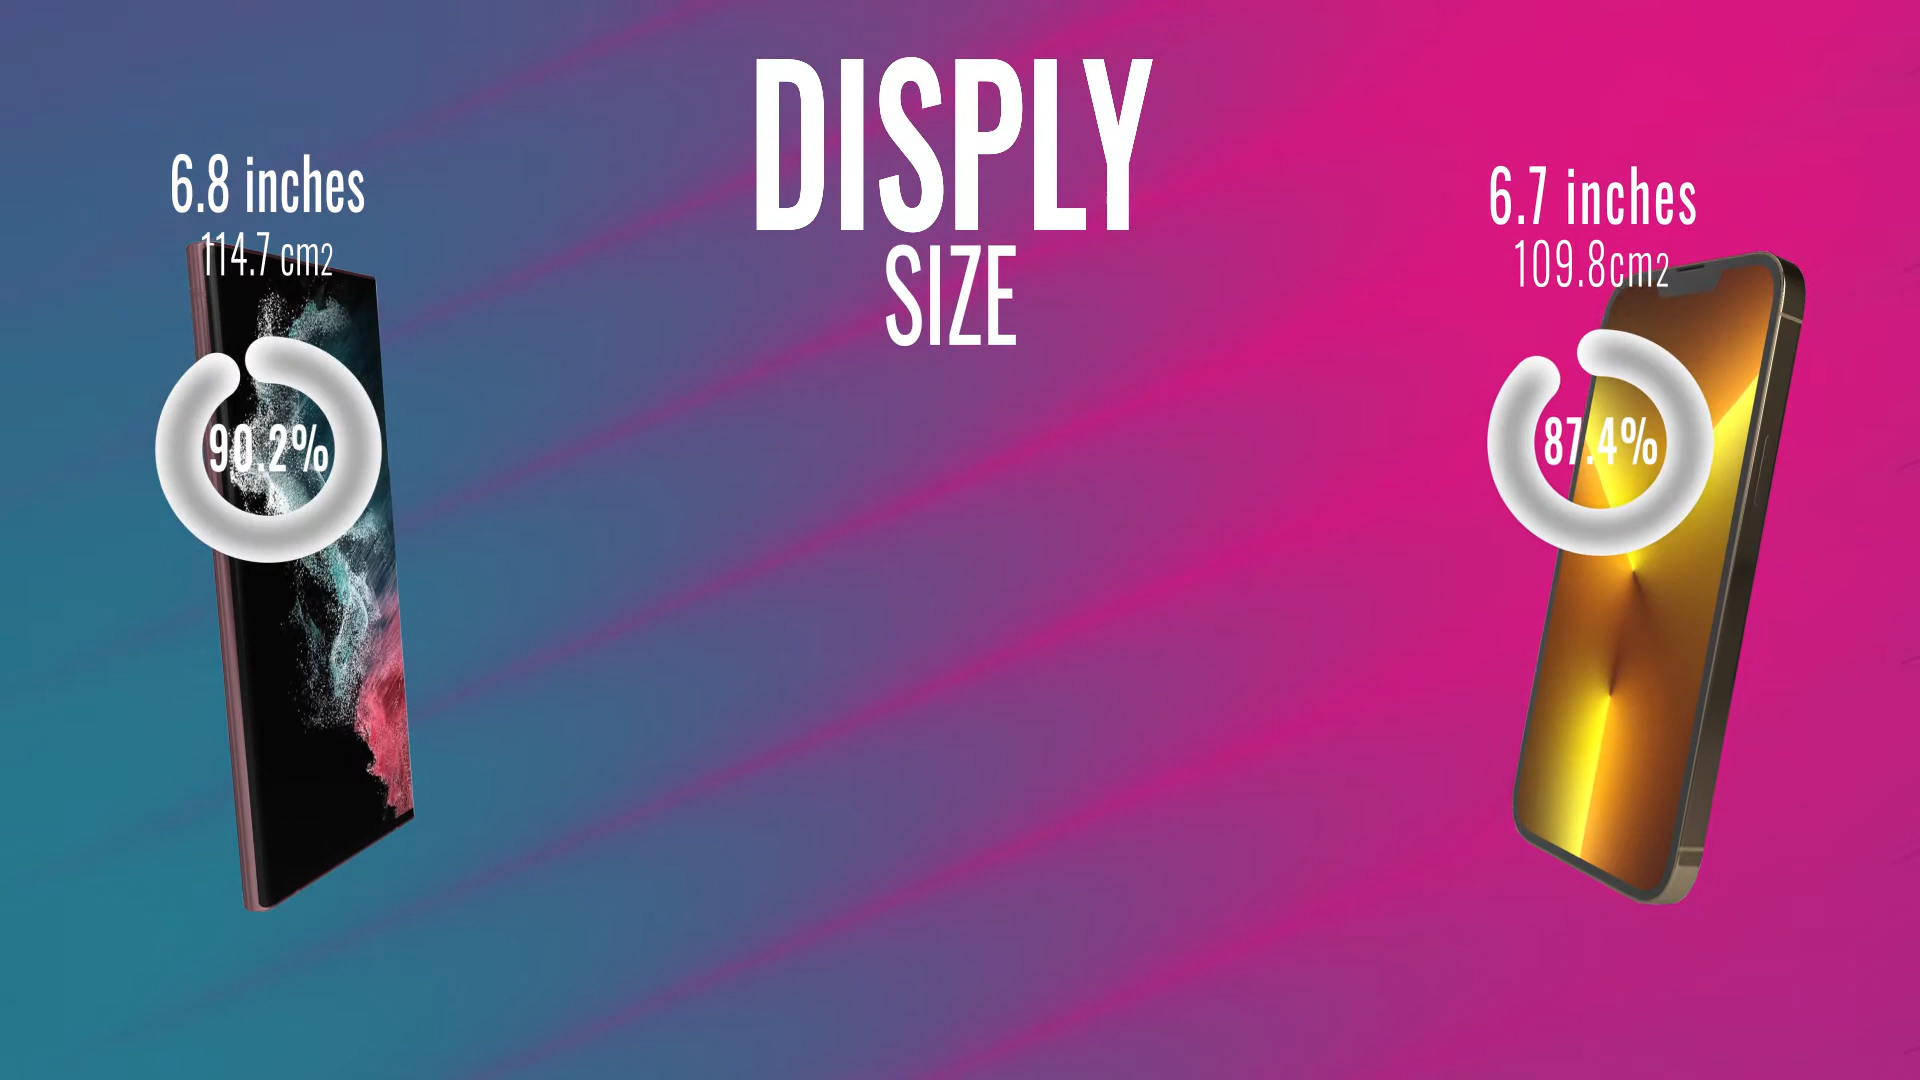 DISPLY
SIZE
6.8 inches
114.7 cm2
90.2%
6.7 inches
109.8cm2
87.4%